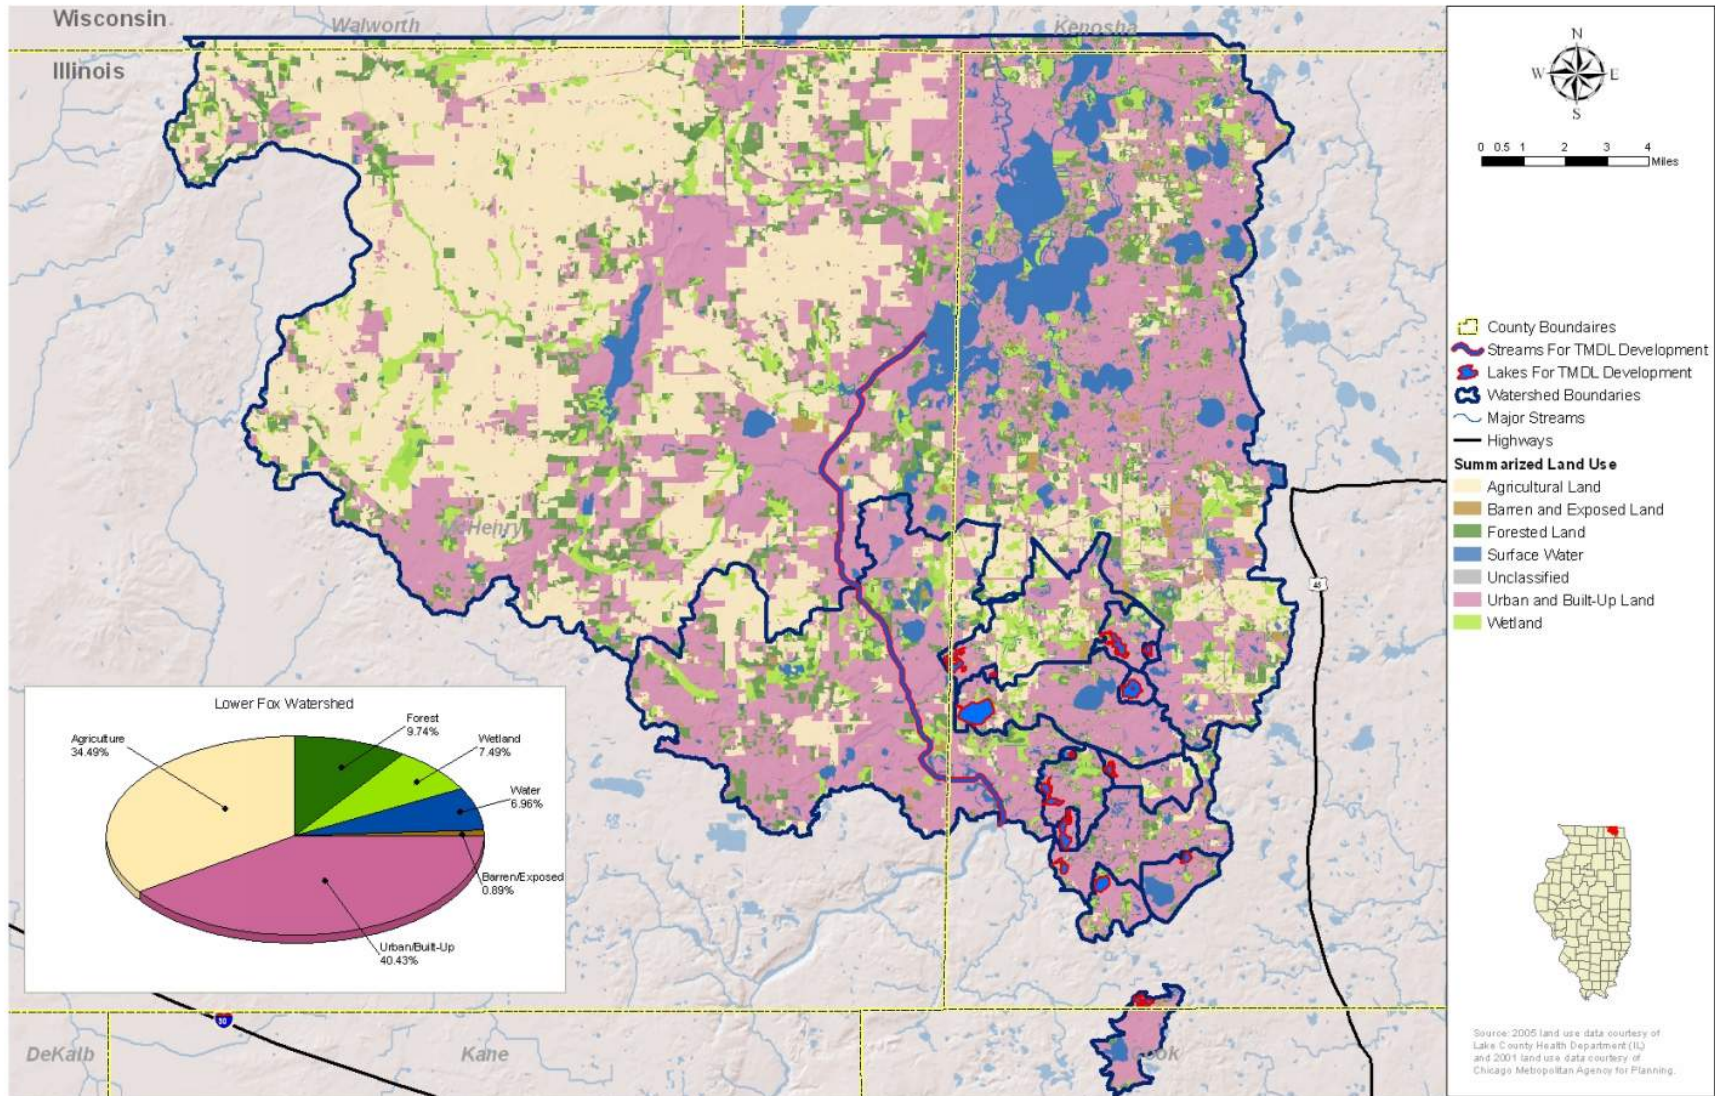 Wisconsin
Walworth
Kenosha
Illinois
McHenry
DeKalb
Kane
30
45
Lower Fox Watershed
Agriculture
34.49%
Forest
9.74%
Wetland
7.49%
Water
6.96%
Barren/Exposed
0.89%
Urban/Built-Up
40.43%
N
W
E
S
0 0.5 1 2 3 4
Miles
County Boundaires
Streams For TMDL Development
Lakes For TMDL Development
Watershed Boundaries
Major Streams
Highways
Summarized Land Use
Agricultural Land
Barren and Exposed Land
Forested Land
Surface Water
Unclassified
Urban and Built-Up Land
Wetland
Source: 2005 land use data courtesy of
Lake County Health Department (IL)
and 2001 land use data courtesy of
Chicago Metropolitan Agency for Planning.